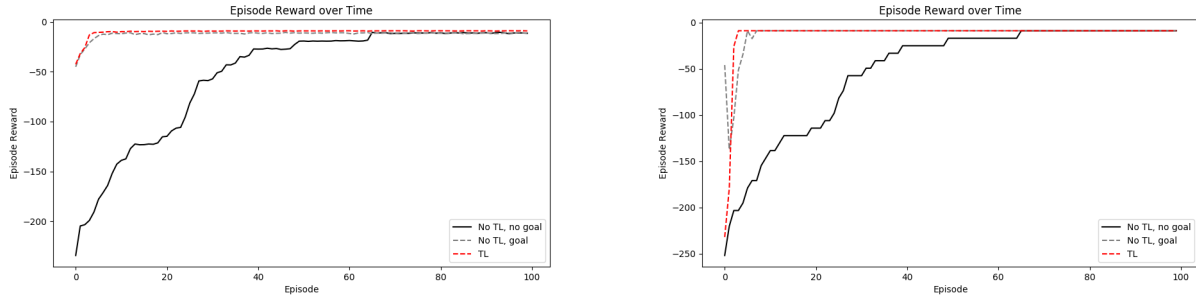 Episode Reward over Time
0
−50
−100
−150
−200
Episode Reward
0
20
40
60
80
100
Episode
No TL, no goal
No TL, goal
TL
Episode Reward over Time
0
−50
−100
−150
−200
−250
Episode Reward
0
20
40
60
80
100
Episode
No TL, no goal
No TL, goal
TL